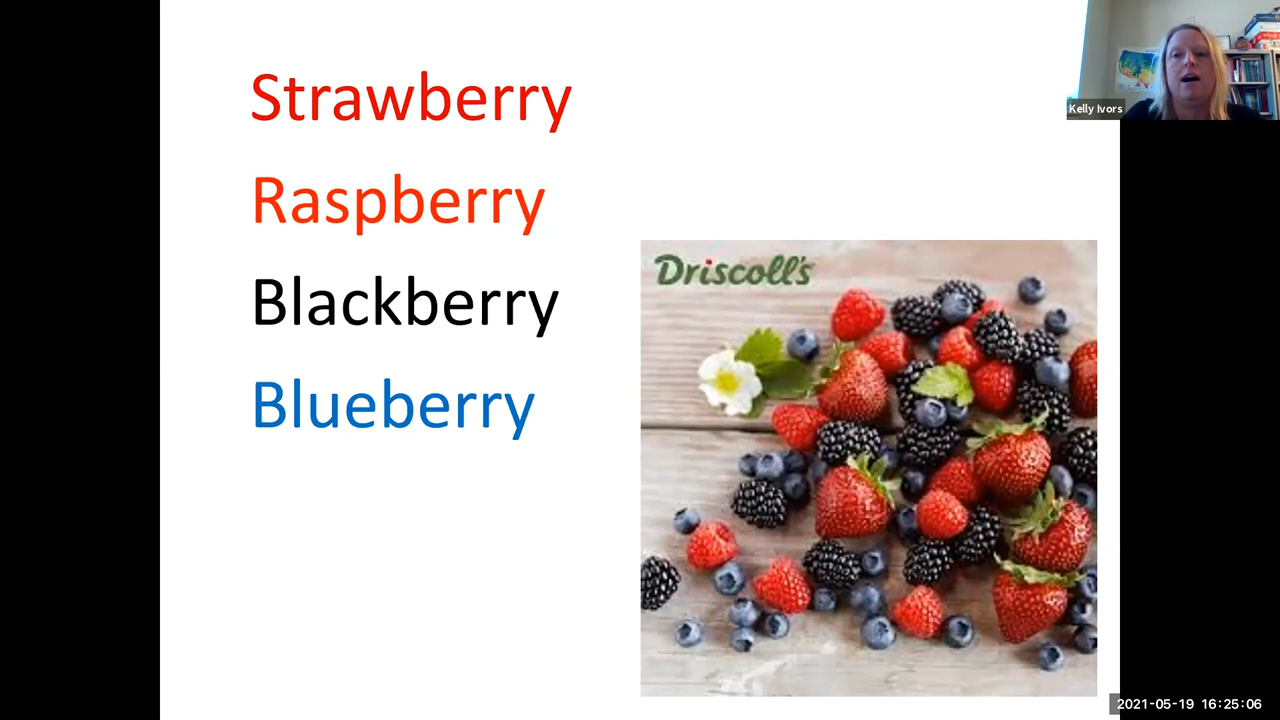 Strawberry
Raspberry
Blackberry
Blueberry
Driscoll's
Kelly Ivors
2021-05-19 16:25:06